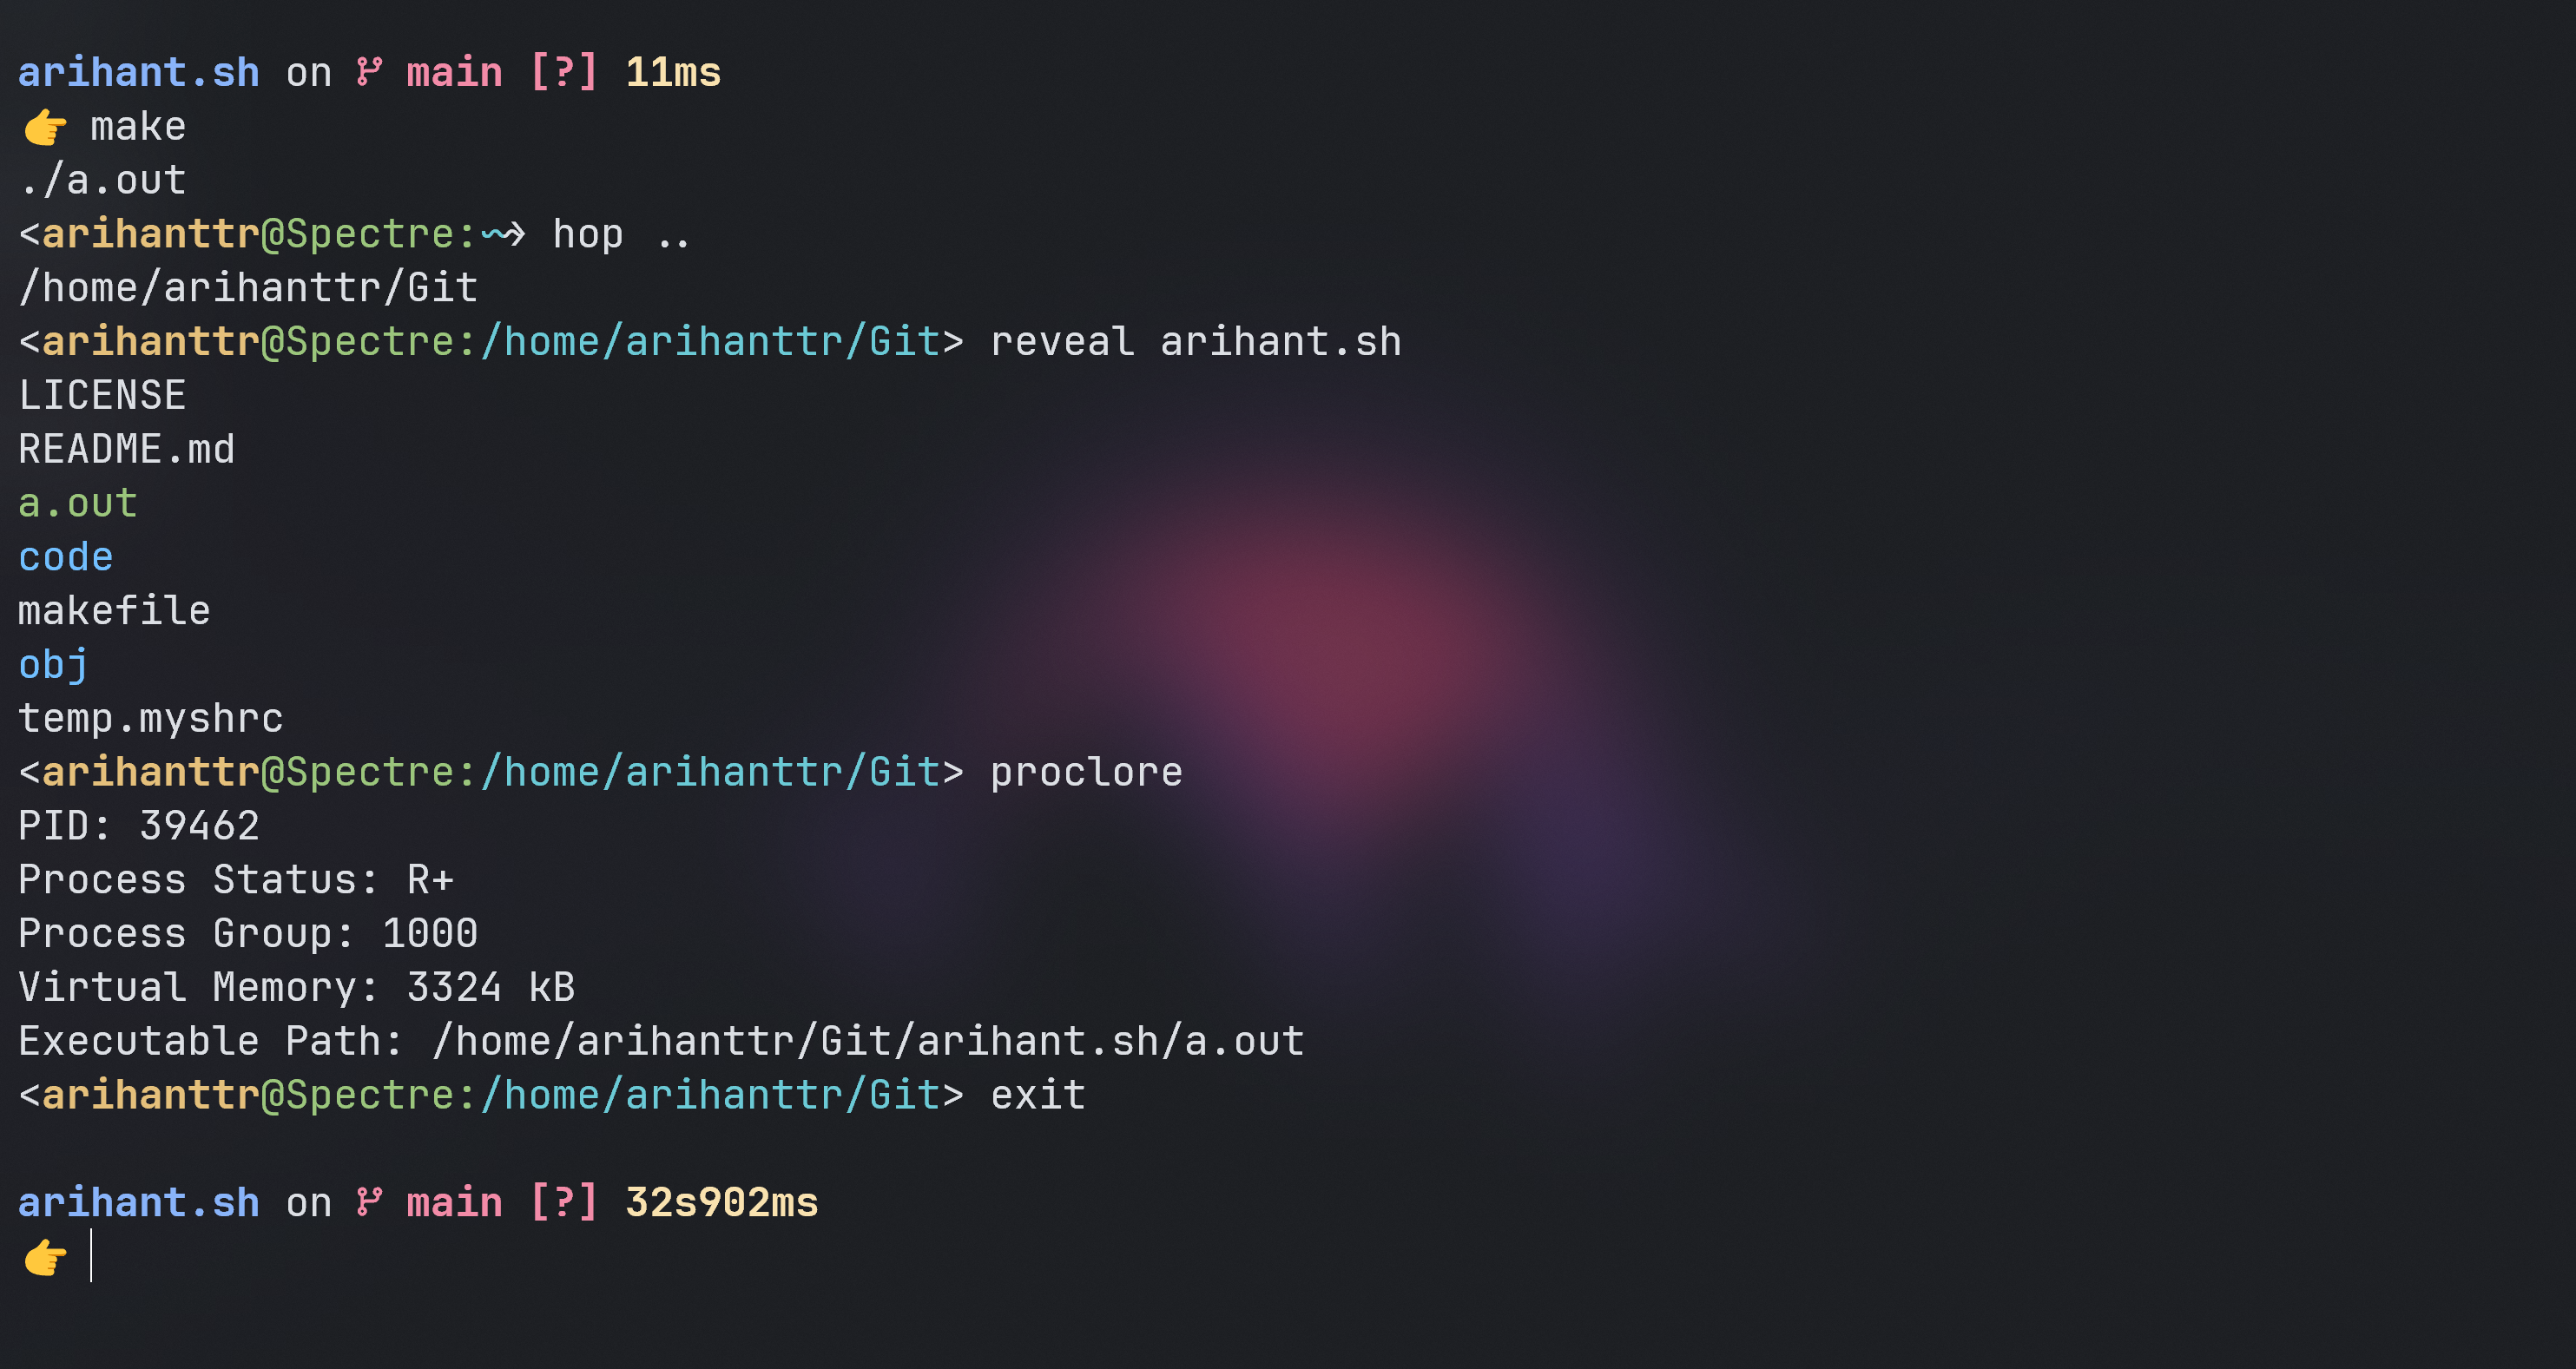 arihant.sh on main [?] 11ms
👉 make
./a.out
<arihanttr@Spectre:~> hop ..
/home/arihanttr/Git
<arihanttr@Spectre:/home/arihanttr/Git> reveal arihant.sh
LICENSE
README.md
a.out
code
makefile
obj
temp.myshrc
<arihanttr@Spectre:/home/arihanttr/Git> proclore
PID: 39462
Process Status: R+
Process Group: 1000
Virtual Memory: 3324 kB
Executable Path: /home/arihanttr/Git/arihant.sh/a.out
<arihanttr@Spectre:/home/arihanttr/Git> exit
arihant.sh on main [?] 32s902ms
👉